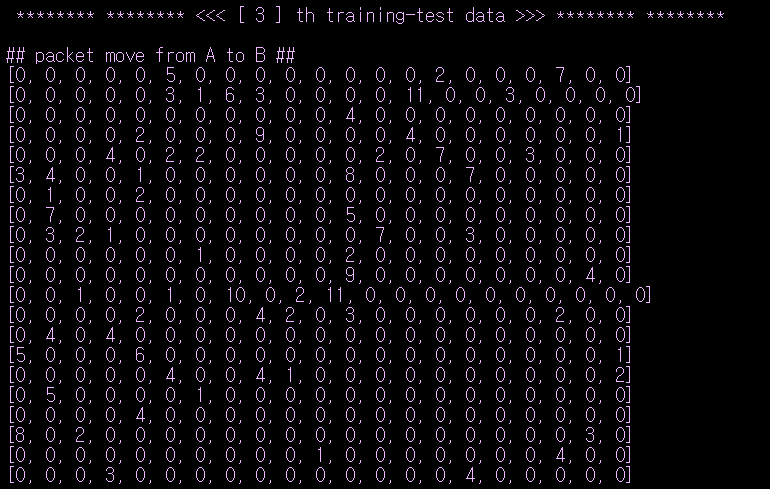 ******** ******** <<< [ 3 ] th training-test data >>> ******** ********
## packet move from A to B ##
[0, 0, 0, 0, 0, 5, 0, 0, 0, 0, 0, 0, 0, 0, 2, 0, 0, 0, 7, 0, 0]
[0, 0, 0, 0, 0, 3, 1, 6, 3, 0, 0, 0, 0, 11, 0, 0, 3, 0, 0, 0, 0]
[0, 0, 0, 0, 0, 0, 0, 0, 0, 0, 0, 4, 0, 0, 0, 0, 0, 0, 0, 0, 0]
[0, 0, 0, 0, 2, 0, 0, 0, 9, 0, 0, 0, 0, 4, 0, 0, 0, 0, 0, 0, 1]
[0, 0, 0, 4, 0, 2, 2, 0, 0, 0, 0, 0, 2, 0, 7, 0, 0, 3, 0, 0, 0]
[3, 4, 0, 0, 1, 0, 0, 0, 0, 0, 0, 8, 0, 0, 0, 7, 0, 0, 0, 0, 0]
[0, 1, 0, 0, 2, 0, 0, 0, 0, 0, 0, 0, 0, 0, 0, 0, 0, 0, 0, 0, 0]
[0, 7, 0, 0, 0, 0, 0, 0, 0, 0, 0, 5, 0, 0, 0, 0, 0, 0, 0, 0, 0]
[0, 3, 2, 1, 0, 0, 0, 0, 0, 0, 0, 0, 7, 0, 0, 3, 0, 0, 0, 0, 0]
[0, 0, 0, 0, 0, 0, 1, 0, 0, 0, 0, 2, 0, 0, 0, 0, 0, 0, 0, 0, 0]
[0, 0, 0, 0, 0, 0, 0, 0, 0, 0, 0, 9, 0, 0, 0, 0, 0, 0, 0, 4, 0]
[0, 0, 1, 0, 0, 1, 0, 10, 0, 2, 11, 0, 0, 0, 0, 0, 0, 0, 0, 0, 0]
[0, 0, 0, 0, 2, 0, 0, 0, 4, 2, 0, 3, 0, 0, 0, 0, 0, 0, 2, 0, 0]
[0, 4, 0, 4, 0, 0, 0, 0, 0, 0, 0, 0, 0, 0, 0, 0, 0, 0, 0, 0, 0]
[5, 0, 0, 0, 6, 0, 0, 0, 0, 0, 0, 0, 0, 0, 0, 0, 0, 0, 0, 0, 1]
[0, 0, 0, 0, 0, 4, 0, 0, 4, 1, 0, 0, 0, 0, 0, 0, 0, 0, 0, 0, 2]
[0, 5, 0, 0, 0, 0, 1, 0, 0, 0, 0, 0, 0, 0, 0, 0, 0, 0, 0, 0, 0]
[0, 0, 0, 0, 4, 0, 0, 0, 0, 0, 0, 0, 0, 0, 0, 0, 0, 0, 0, 0, 0]
[8, 0, 2, 0, 0, 0, 0, 0, 0, 0, 0, 0, 0, 0, 0, 0, 0, 0, 0, 3, 0]
[0, 0, 0, 0, 0, 0, 0, 0, 0, 0, 1, 0, 0, 0, 0, 0, 0, 0, 4, 0, 0]
[0, 0, 0, 3, 0, 0, 0, 0, 0, 0, 0, 0, 0, 0, 0, 4, 0, 0, 0, 0, 0]